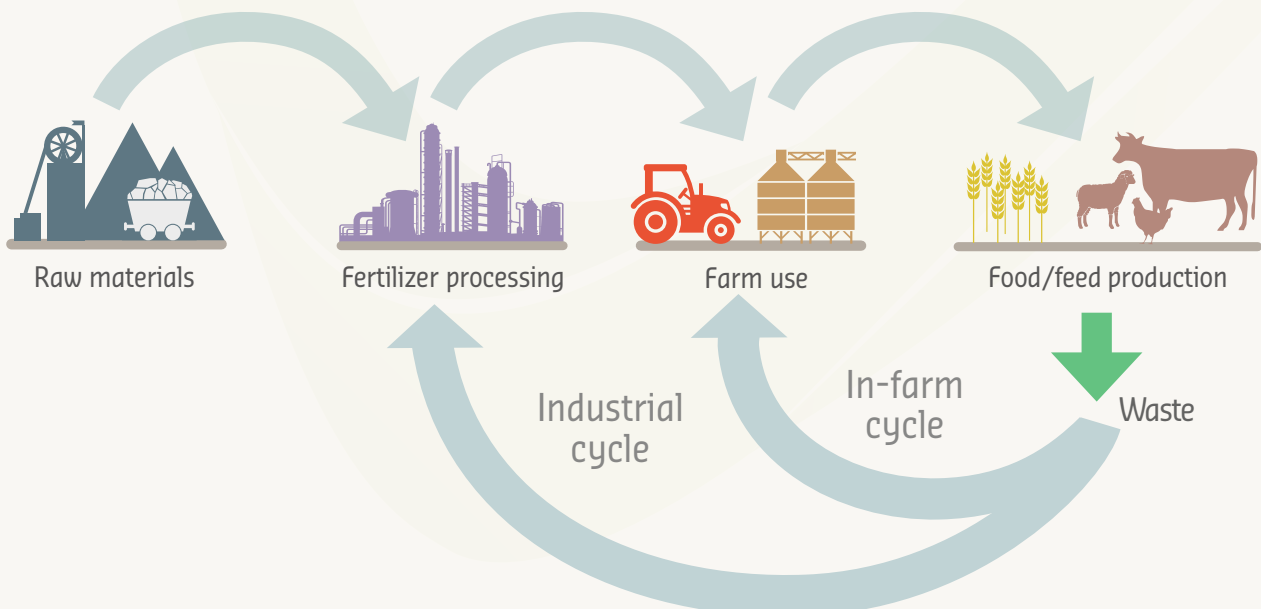 Raw materials
Fertilizer processing
Farm use
Food/feed production
Industrial
cycle
In-farm
cycle
Waste